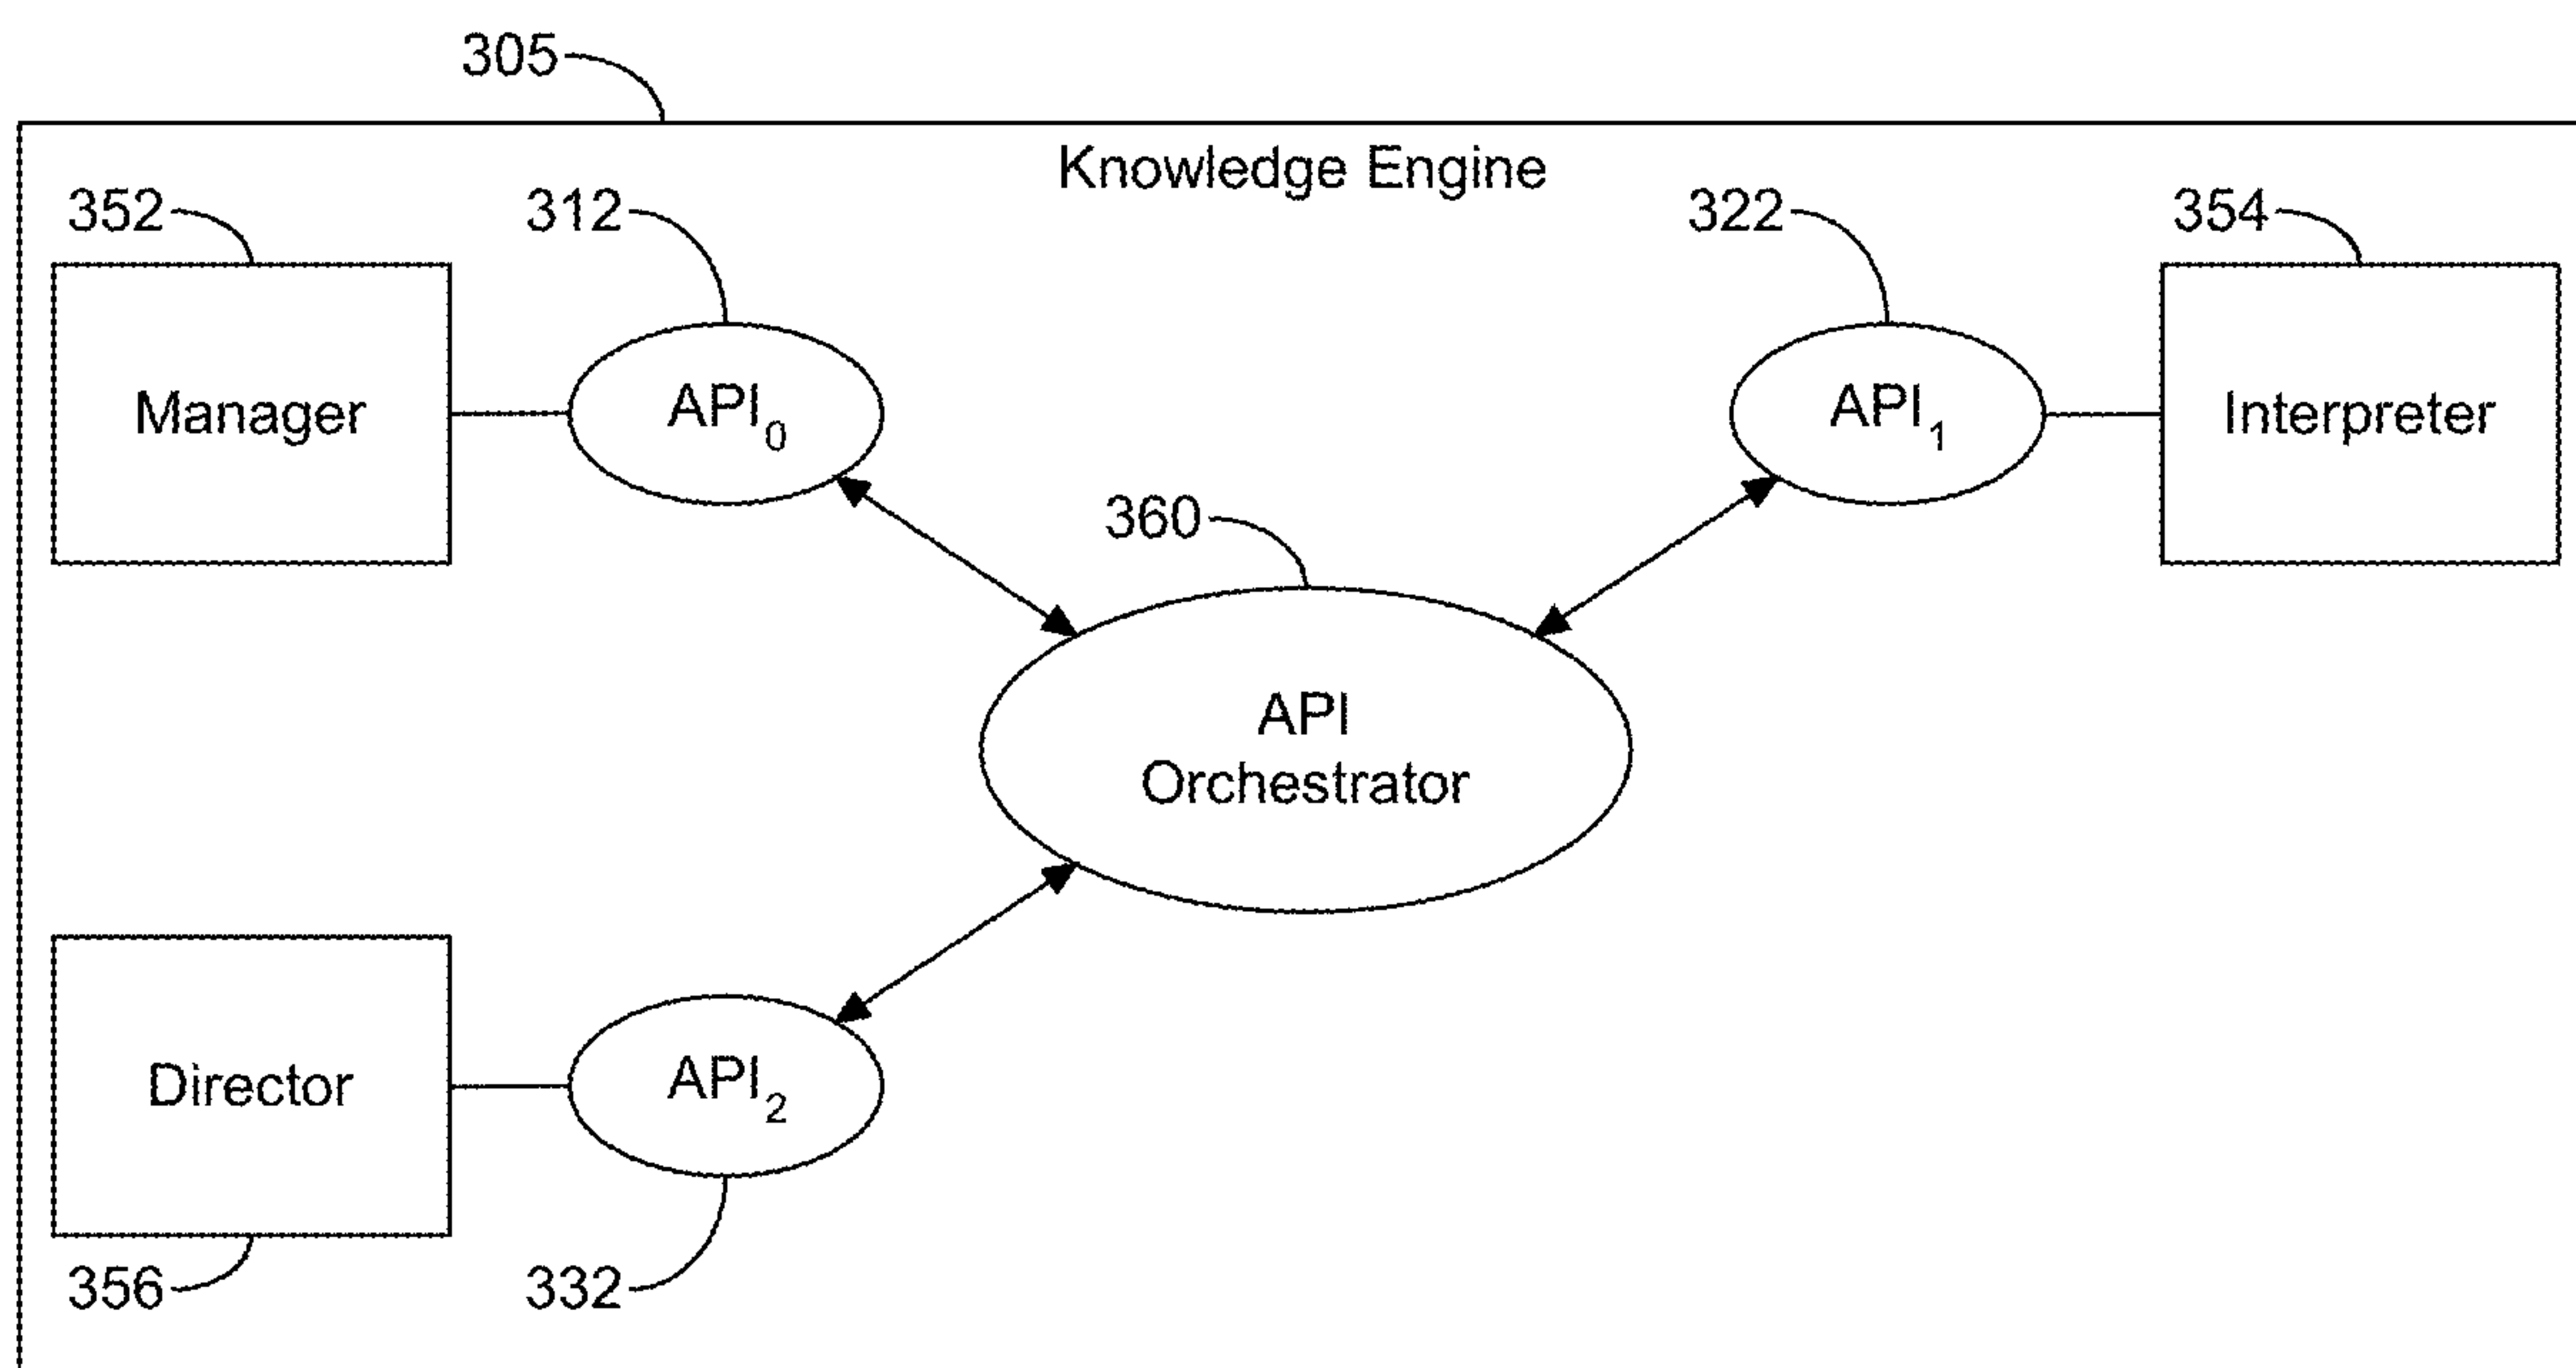 305
Knowledge Engine
352
312
322
354
Manager
API₀
API₁
Interpreter
360
API
Orchestrator
Director
API₂
356
332